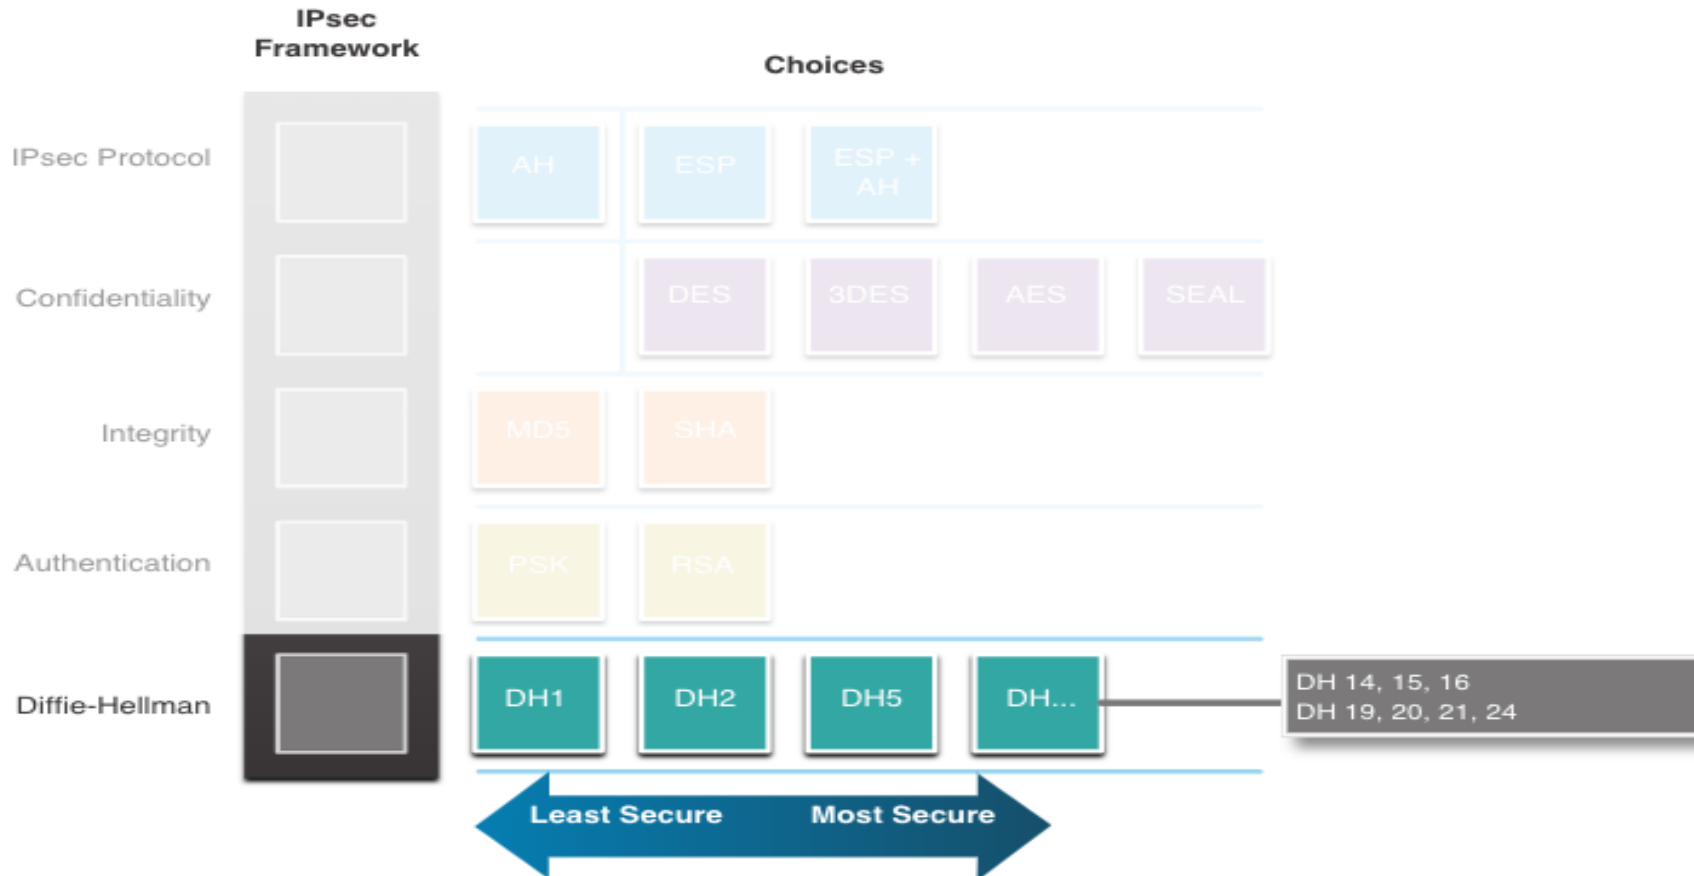 IPsec
Framework
Choices
IPsec Protocol
AH
ESP
ESP +
AH
Confidentiality
DES
3DES
AES
SEAL
Integrity
MD5
SHA
Authentication
PSK
RSA
Diffie-Hellman
DH1
DH2
DH5
DH...
DH 14, 15, 16
DH 19, 20, 21, 24
Least Secure
Most Secure